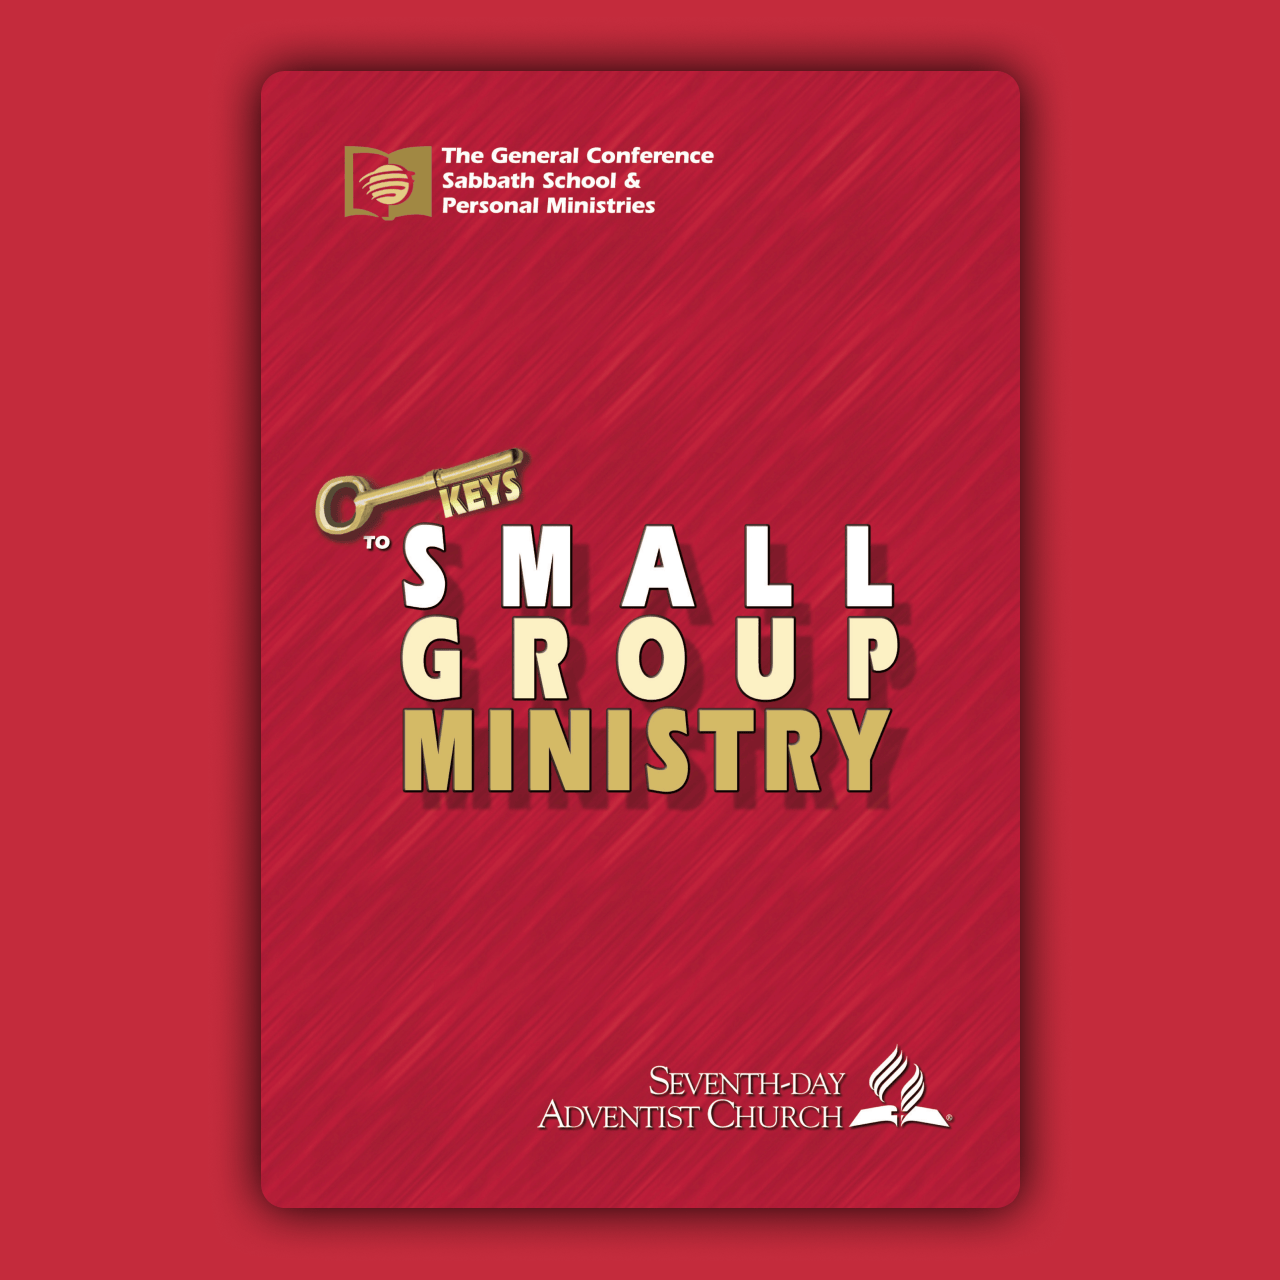 The General Conference
Sabbath School &
Personal Ministries
KEYS
TO
SMALL
GROUP
MINISTRY
SEVENTH-DAY
ADVENTIST CHURCH
®